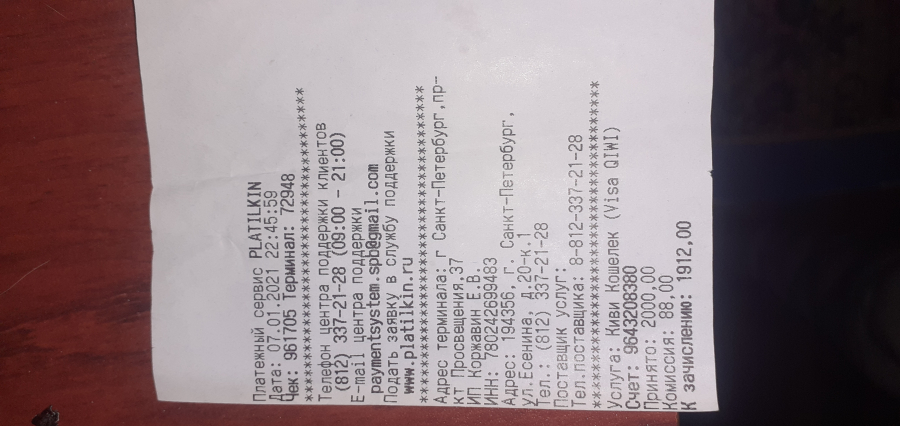 Платежный сервис PLATILKIN
Дата: 07.01.2021 22:45:59
Чек: 961705 Терминал: 72948
************************************
Телефон центра поддержки клиентов
(812) 337-21-28 (09:00 - 21:00)
E-mail центра поддержки
paymentsystem.spb@gmail.com
Подать заявку в службу поддержки
www.platilkin.ru
************************************
Адрес терминала: г Санкт-Петербург,пр-
кт Просвещения,37
ИП Коржавин Е.В.
ИНН: 780242699483
Адрес: 194356, г. Санкт-Петербург,
ул.Есенина, д.20-к.1
Тел.: (812) 337-21-28
Поставщик услуг:
Тел.поставщика: 8-812-337-21-28
************************************
Услуга: Киви Кошелек (Visa QIWI)
Счет: 9643208380
Принято: 2000,00
Комиссия: 88,00
К зачислению: 1912,00